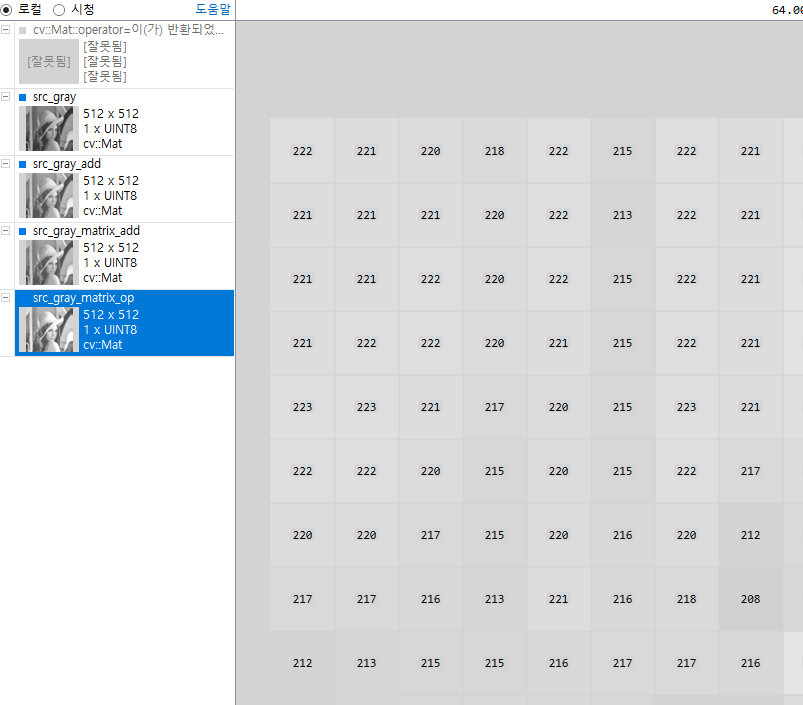 로컬 시청 도움말 64.00
cv::Mat::operator=이(가) 반환되었...
[잘못됨]
[잘못됨]
[잘못됨]
[잘못됨]
src_gray
512 x 512
1 x UINT8
cv::Mat
src_gray_add
512 x 512
1 x UINT8
cv::Mat
src_gray_matrix_add
512 x 512
1 x UINT8
cv::Mat
src_gray_matrix_op
512 x 512
1 x UINT8
cv::Mat
222 221 220 218 222 215 222 221
221 221 221 220 222 213 222 221
221 221 222 220 222 215 222 221
221 222 222 220 221 215 222 221
223 223 221 217 220 215 223 221
222 222 220 215 220 215 222 217
220 220 217 215 220 216 220 212
217 217 216 213 221 216 218 208
212 213 215 215 216 217 217 216